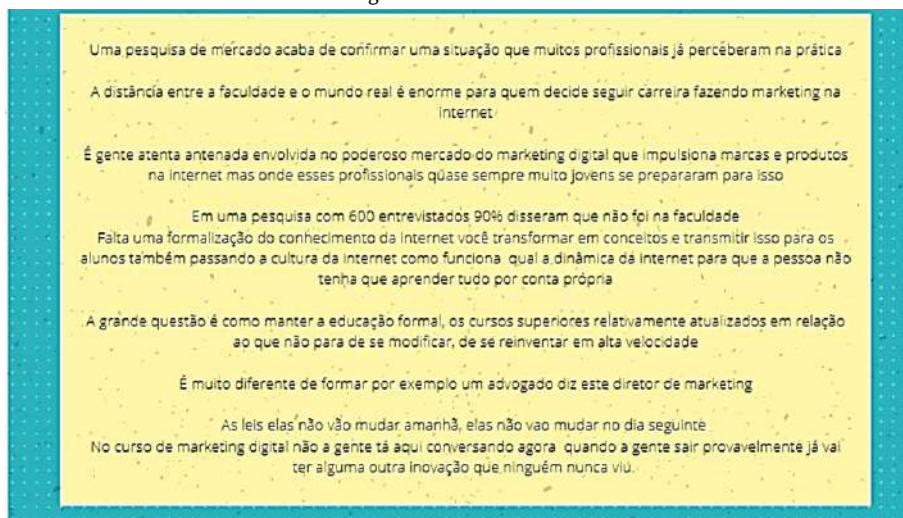 Uma pesquisa de mercado acaba de confirmar uma situação que muitos profissionais já perceberam na prática
A distância entre a faculdade e o mundo real é enorme para quem decide seguir carreira fazendo marketing na
internet
É gente atenta antenada envolvida no poderoso mercado do marketing digital que impulsiona marcas e produtos
na internet mas onde esses profissionais quase sempre muito jovens se prepararam para isso
Em uma pesquisa com 600 entrevistados 90% disseram que não foi na faculdade
Falta uma formalização do conhecimento da internet você transformar em conceitos e transmitir isso para os
alunos também passando a cultura da internet como funciona qual a dinâmica da internet para que a pessoa não
tenha que aprender tudo por conta própria
A grande questão é como manter a educação formal, os cursos superiores relativamente atualizados em relação
ao que não para de se modificar, de se reinventar em alta velocidade
É muito diferente de formar por exemplo um advogado diz este diretor de marketing
As leis elas não vão mudar amanhã, elas não vao mudar no dia seguinte
No curso de marketing digital não a gente tá aqui conversando agora quando a gente sair provavelmente já vai
ter alguma outra inovação que ninguém nunca viu.